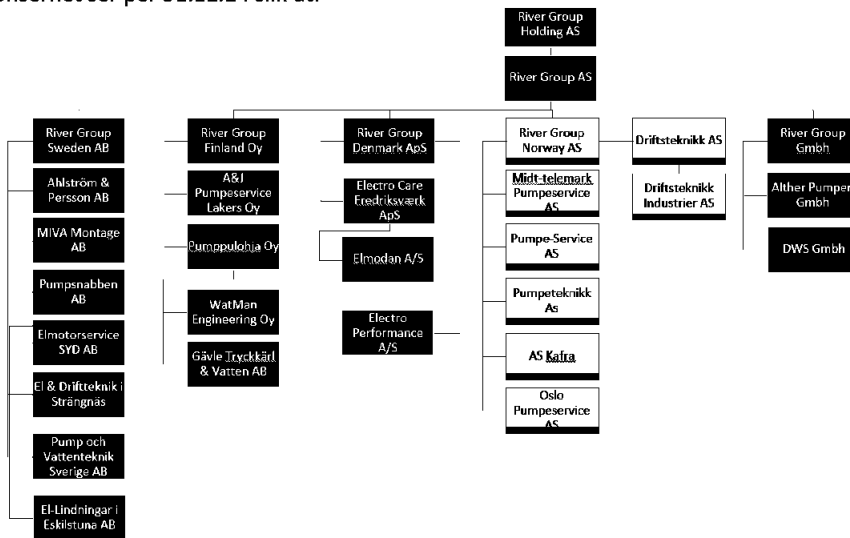 River Group
Holding AS
River Group AS
River Group
Sweden AB
Ahlström &
Persson AB
MIVA Montage
AB
Pumpsnabben
AB
Elmotorservice
SYD AB
El & Driftteknik i
Strängnäs
Pump och
Vattenteknik
Sverige AB
El-Lindningar i
Eskilstuna AB
River Group
Finland Oy
A&J
Pumpeservice
Lakers Oy
Pumppulohja Oy
WatMan
Engineering Oy
Gävle Tryckkärl
& Vatten AB
River Group
Denmark ApS
Electro Care
Fredriksværk
ApS
Elmodan A/S
Electro
Performance
A/S
River Group
Norway AS
Midt-telemark
Pumpeservice
AS
Pumpe-Service
AS
Pumpeteknikk
As
AS Kafra
Oslo
Pumpeservice
AS
Driftsteknikk AS
Driftsteknikk
Industrier AS
River Group
Gmbh
Alther Pumpen
Gmbh
DWS Gmbh